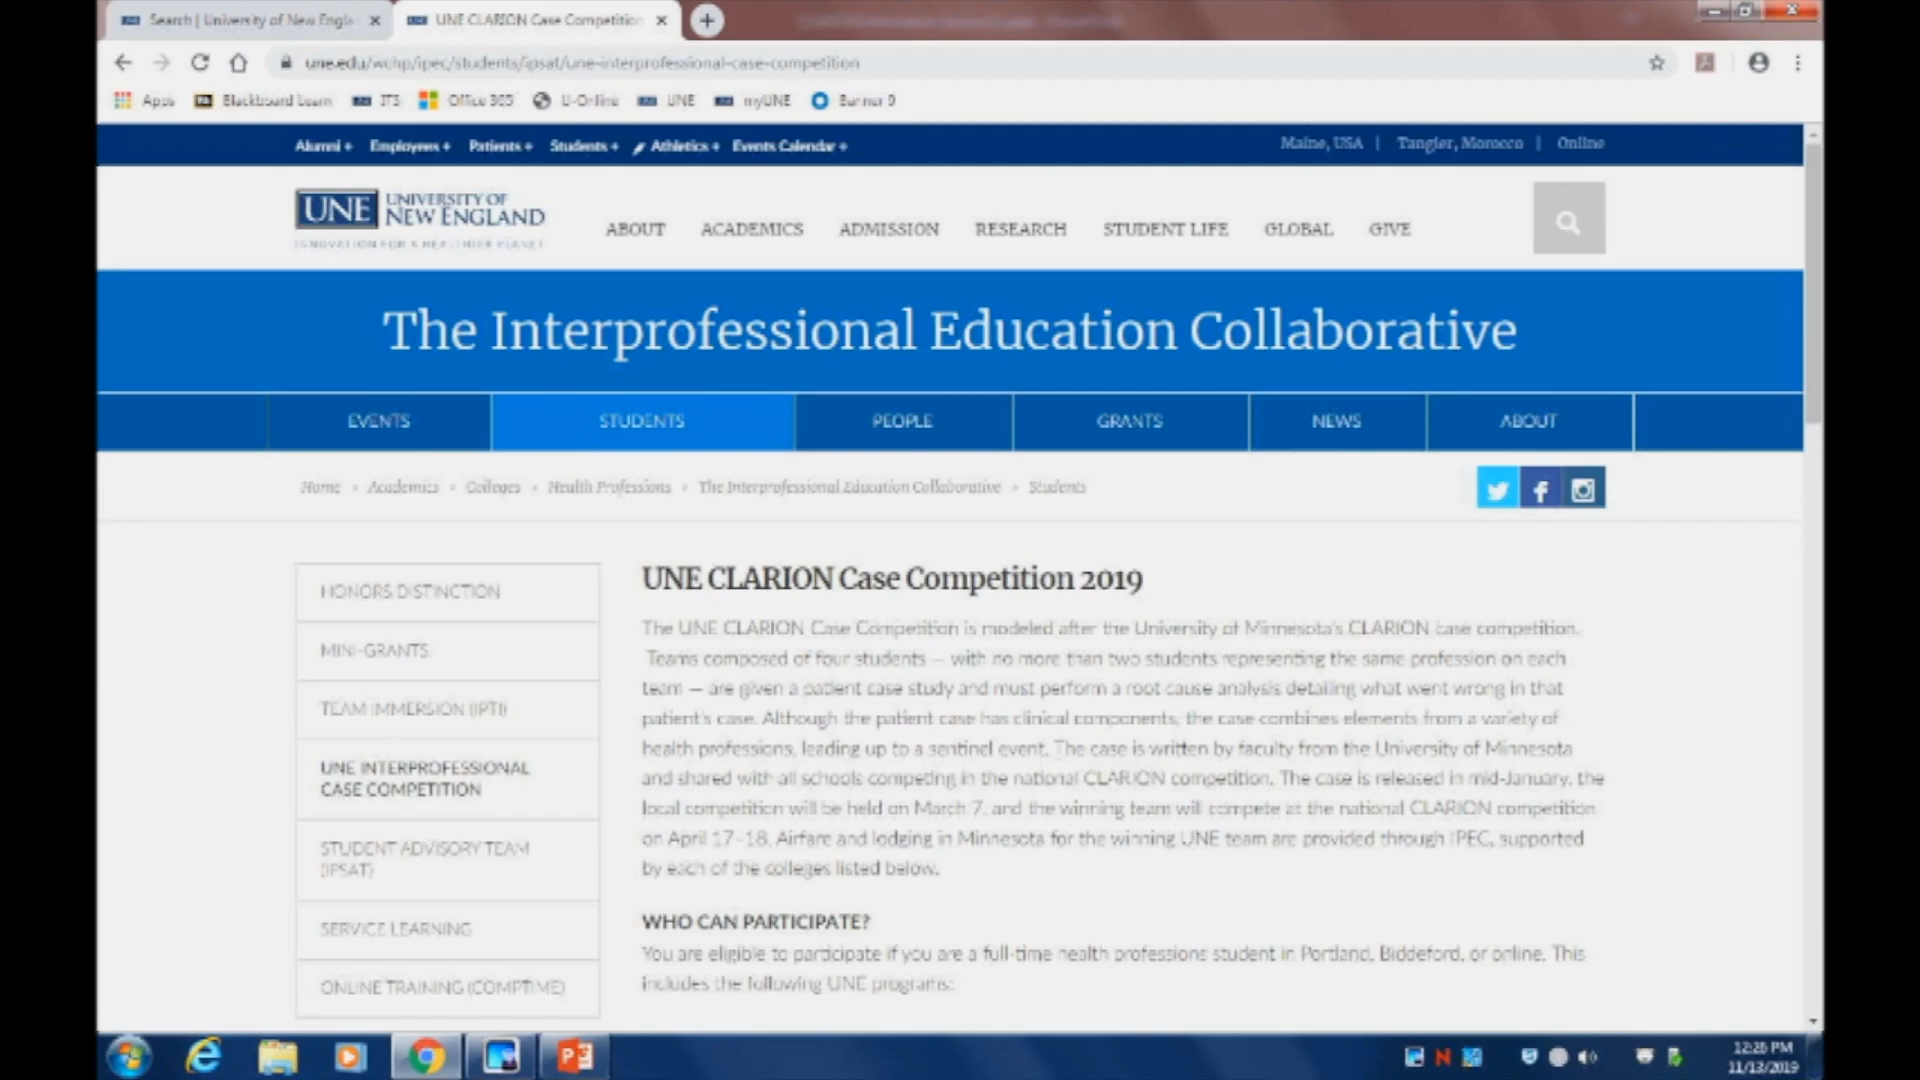 Search | University of New Engla
UNE CLARION Case Competition
une.edu/wchp/ipec/students/ipsat/une-interprofessional-case-competition
Apps Blackboard Learn ITS Office 365 U-Online UNE myUNE Banner 9
Alumni + Employees + Patients + Students + Athletics + Events Calendar +
Maine, USA | Tangier, Morocco | Online
UNE UNIVERSITY OF NEW ENGLAND
INNOVATION FOR A HEALTHIER PLANET
ABOUT ACADEMICS ADMISSION RESEARCH STUDENT LIFE GLOBAL GIVE
The Interprofessional Education Collaborative
EVENTS STUDENTS PEOPLE GRANTS NEWS ABOUT
Home Academics Colleges Health Professions The Interprofessional Education Collaborative Students
HONORS DISTINCTION
MINI-GRANTS
TEAM IMMERSION (IPTI)
UNE INTERPROFESSIONAL
CASE COMPETITION
STUDENT ADVISORY TEAM
(IPSAT)
SERVICE LEARNING
ONLINE TRAINING (COMPTIME)
UNE CLARION Case Competition 2019
The UNE CLARION Case Competition is modeled after the University of Minnesota's CLARION case competition.
Teams composed of four students — with no more than two students representing the same profession on each
team — are given a patient case study and must perform a root cause analysis detailing what went wrong in that
patient's case. Although the patient case has clinical components, the case combines elements from a variety of
health professions, leading up to a sentinel event. The case is written by faculty from the University of Minnesota
and shared with all schools competing in the national CLARION competition. The case is released in mid-January, the
local competition will be held on March 7, and the winning team will compete at the national CLARION competition
on April 17-18. Airfare and lodging in Minnesota for the winning UNE team are provided through IPEC, supported
by each of the colleges listed below.
WHO CAN PARTICIPATE?
You are eligible to participate if you are a full-time health professions student in Portland, Biddeford, or online. This
includes the following UNE programs:
12:26 PM
11/13/2019